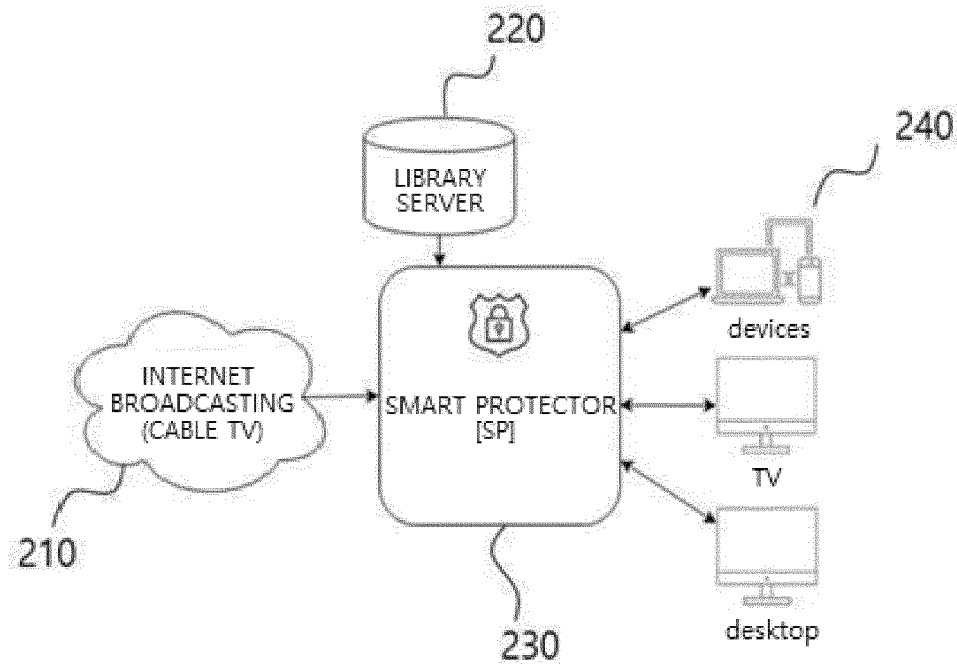 220
240
LIBRARY
SERVER
devices
INTERNET
BROADCASTING
(CABLE TV)
SMART PROTECTOR
[SP]
TV
210
230
desktop